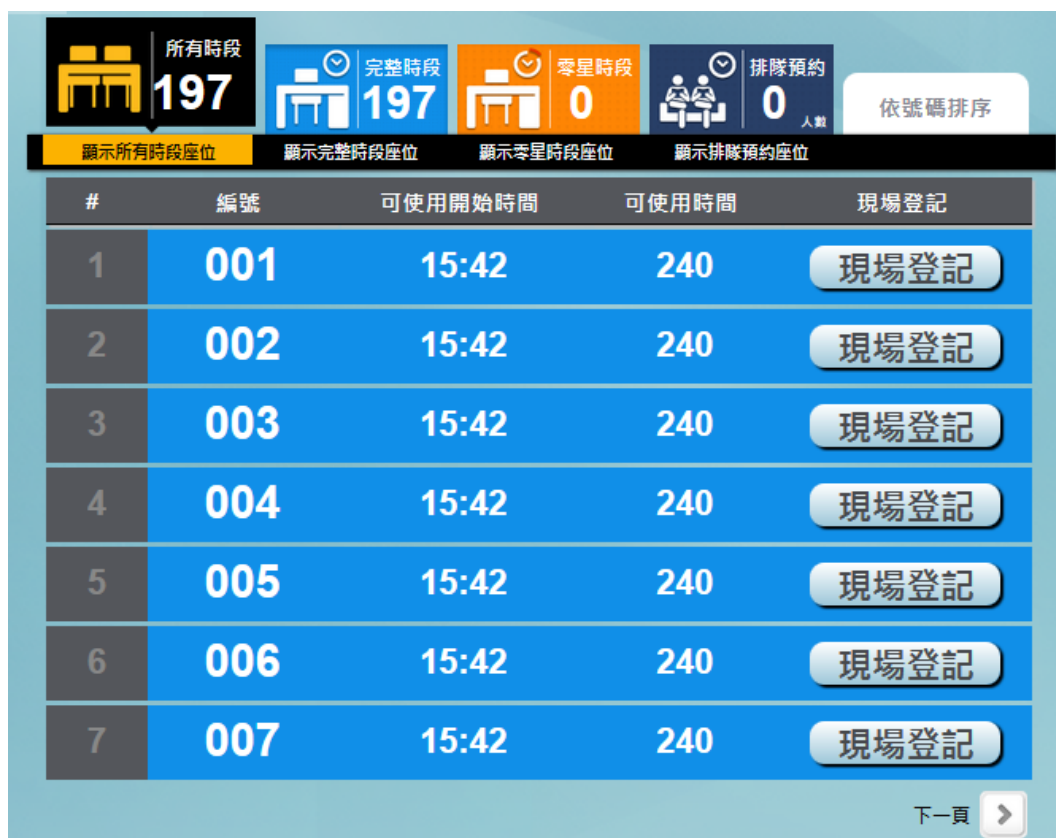 所有時段
197
完整時段
197
零星時段
0
排隊預約
0 人數
依號碼排序
顯示所有時段座位 顯示完整時段座位 顯示零星時段座位 顯示排隊預約座位
# 編號 可使用開始時間 可使用時間 現場登記
1 001 15:42 240 現場登記
2 002 15:42 240 現場登記
3 003 15:42 240 現場登記
4 004 15:42 240 現場登記
5 005 15:42 240 現場登記
6 006 15:42 240 現場登記
7 007 15:42 240 現場登記
下一頁